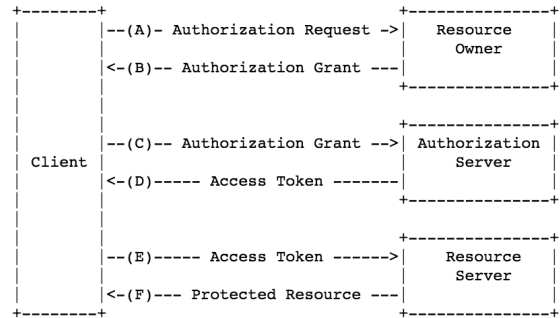 +--------+                               +---------------+
|        |--(A)- Authorization Request ->|   Resource    |
|        |                               |     Owner     |
|        |<-(B)-- Authorization Grant ---|               |
|        |                               +---------------+
|        |
|        |                               +---------------+
|        |--(C)-- Authorization Grant -->| Authorization |
| Client |                               |     Server    |
|        |<-(D)----- Access Token -------|               |
|        |                               +---------------+
|        |
|        |                               +---------------+
|        |--(E)----- Access Token ------>|    Resource   |
|        |                               |     Server    |
|        |<-(F)--- Protected Resource ---|               |
+--------+                               +---------------+